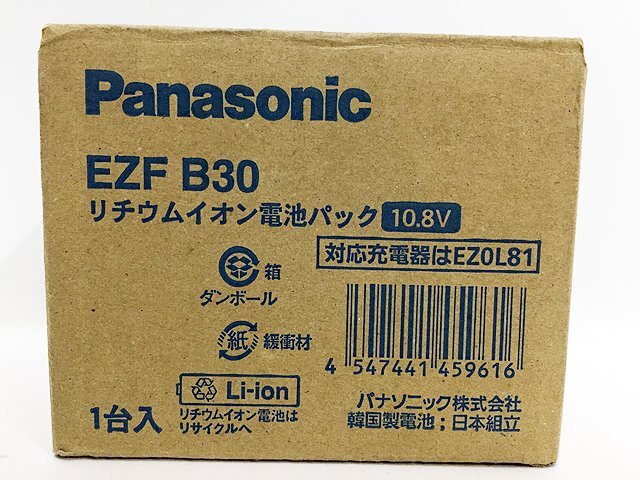 Panasonic
EZF B30
リチウムイオン電池パック 10.8V
対応充電器はEZ0L81
箱
ダンボール
紙 緩衝材
4 547441 459616
Li-ion
リチウムイオン電池は
リサイクルへ
1台入
パナソニック株式会社
韓国製電池;日本組立